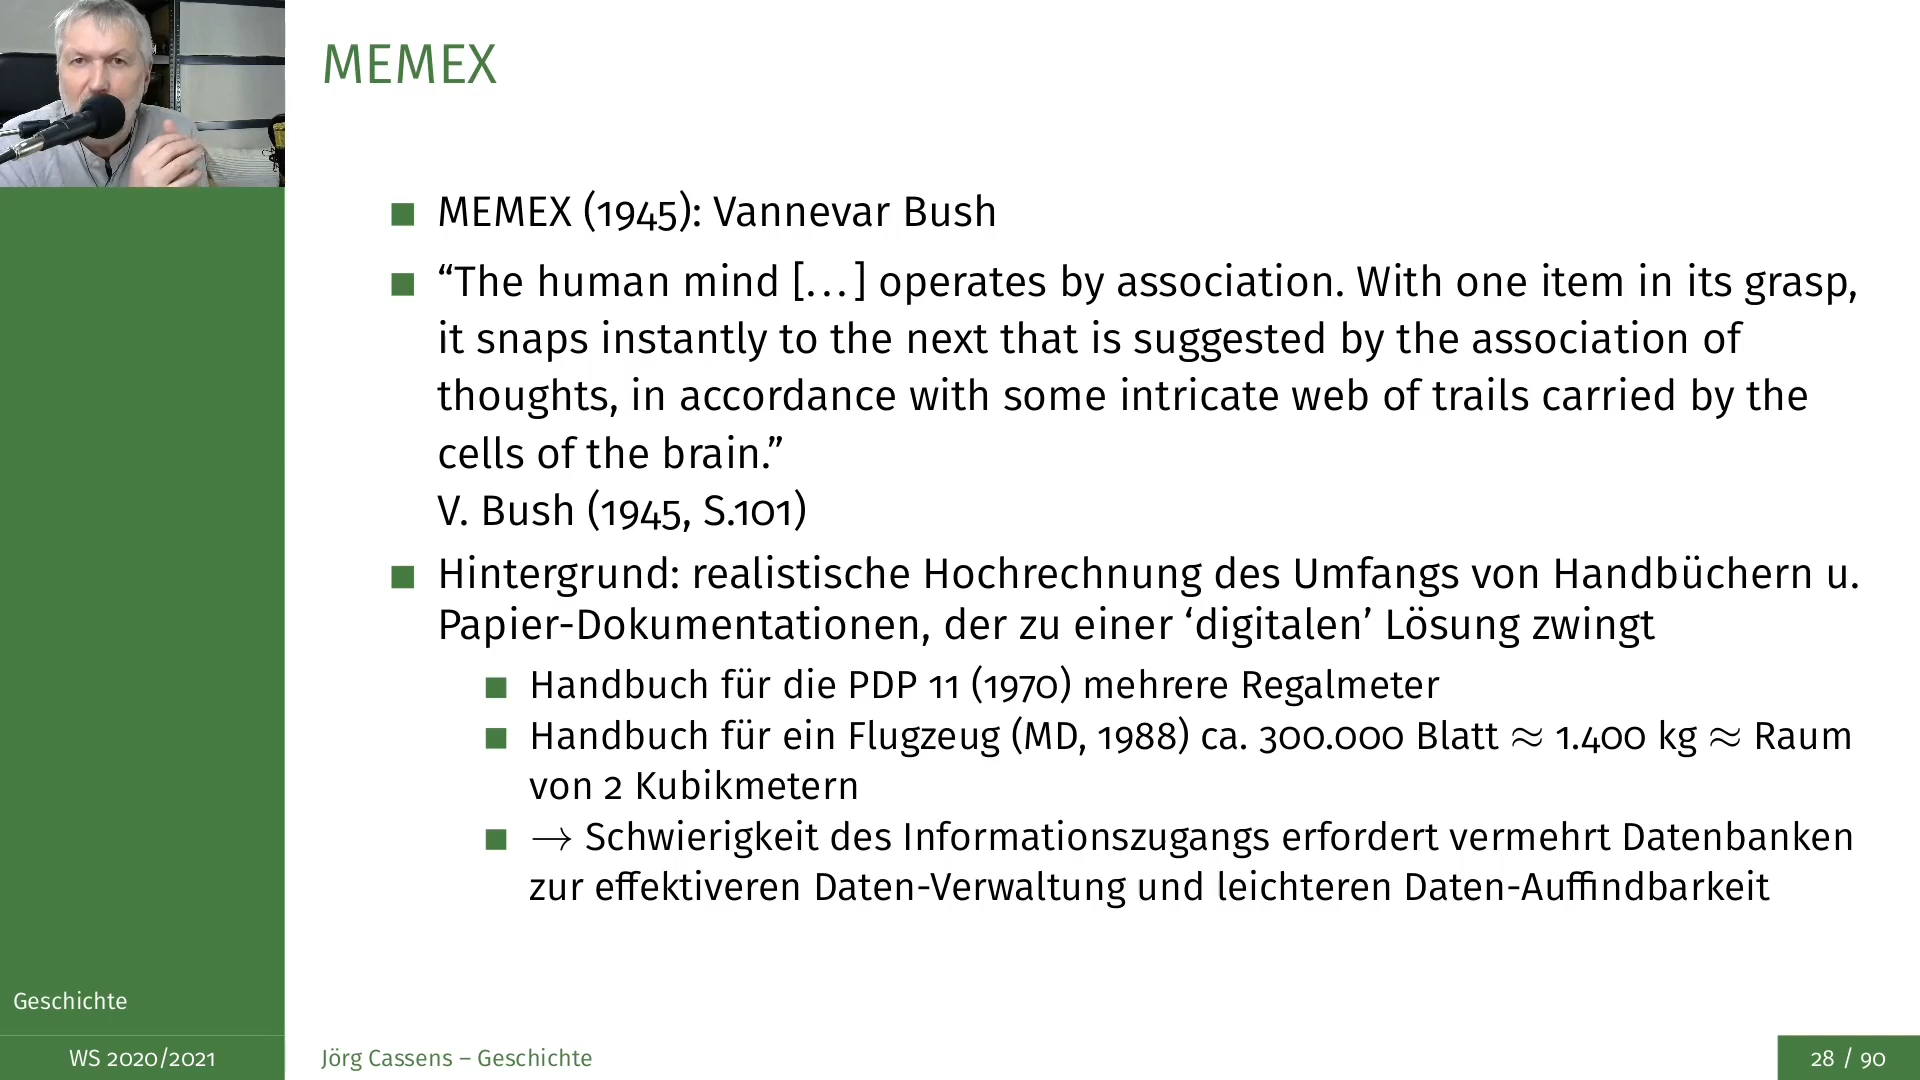 MEMEX
■ MEMEX (1945): Vannevar Bush
■ “The human mind […] operates by association. With one item in its grasp,
it snaps instantly to the next that is suggested by the association of
thoughts, in accordance with some intricate web of trails carried by the
cells of the brain.”
V. Bush (1945, S.101)
■ Hintergrund: realistische Hochrechnung des Umfangs von Handbüchern u.
Papier-Dokumentationen, der zu einer ‘digitalen’ Lösung zwingt
■ Handbuch für die PDP 11 (1970) mehrere Regalmeter
■ Handbuch für ein Flugzeug (MD, 1988) ca. 300.000 Blatt ≈ 1.400 kg ≈ Raum
von 2 Kubikmetern
■ → Schwierigkeit des Informationszugangs erfordert vermehrt Datenbanken
zur effektiveren Daten-Verwaltung und leichteren Daten-Auffindbarkeit
Geschichte
WS 2020/2021
Jörg Cassens – Geschichte
28 / 90